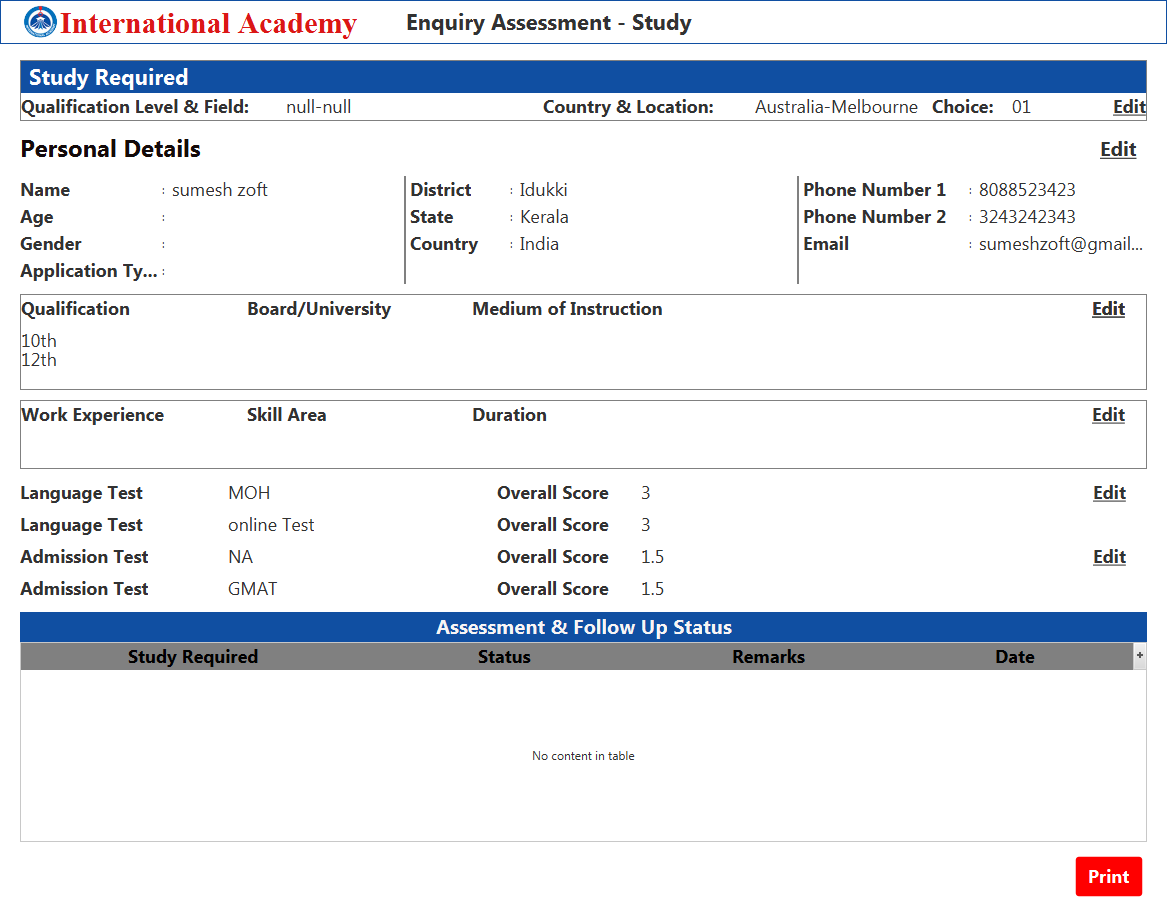 International Academy Enquiry Assessment - Study
Study Required
Qualification Level & Field: null-null Country & Location: Australia-Melbourne Choice: 01 Edit
Personal Details Edit
Name : sumesh zoft District : Idukki Phone Number 1 : 8088523423
Age : State : Kerala Phone Number 2 : 3243242343
Gender : Country : India Email : sumeshzoft@gmail...
Application Ty... :
Qualification Board/University Medium of Instruction Edit
10th
12th
Work Experience Skill Area Duration Edit
Language Test MOH Overall Score 3 Edit
Language Test online Test Overall Score 3
Admission Test NA Overall Score 1.5 Edit
Admission Test GMAT Overall Score 1.5
Assessment & Follow Up Status
Study Required Status Remarks Date +
No content in table
Print